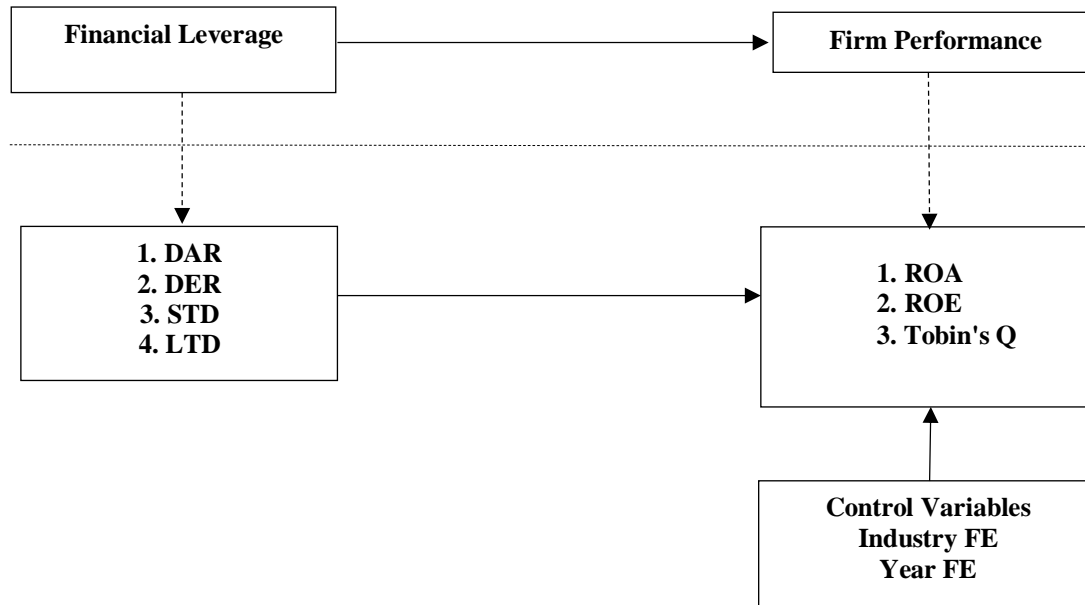 Financial Leverage
Firm Performance
1. DAR
2. DER
3. STD
4. LTD
1. ROA
2. ROE
3. Tobin's Q
Control Variables
Industry FE
Year FE